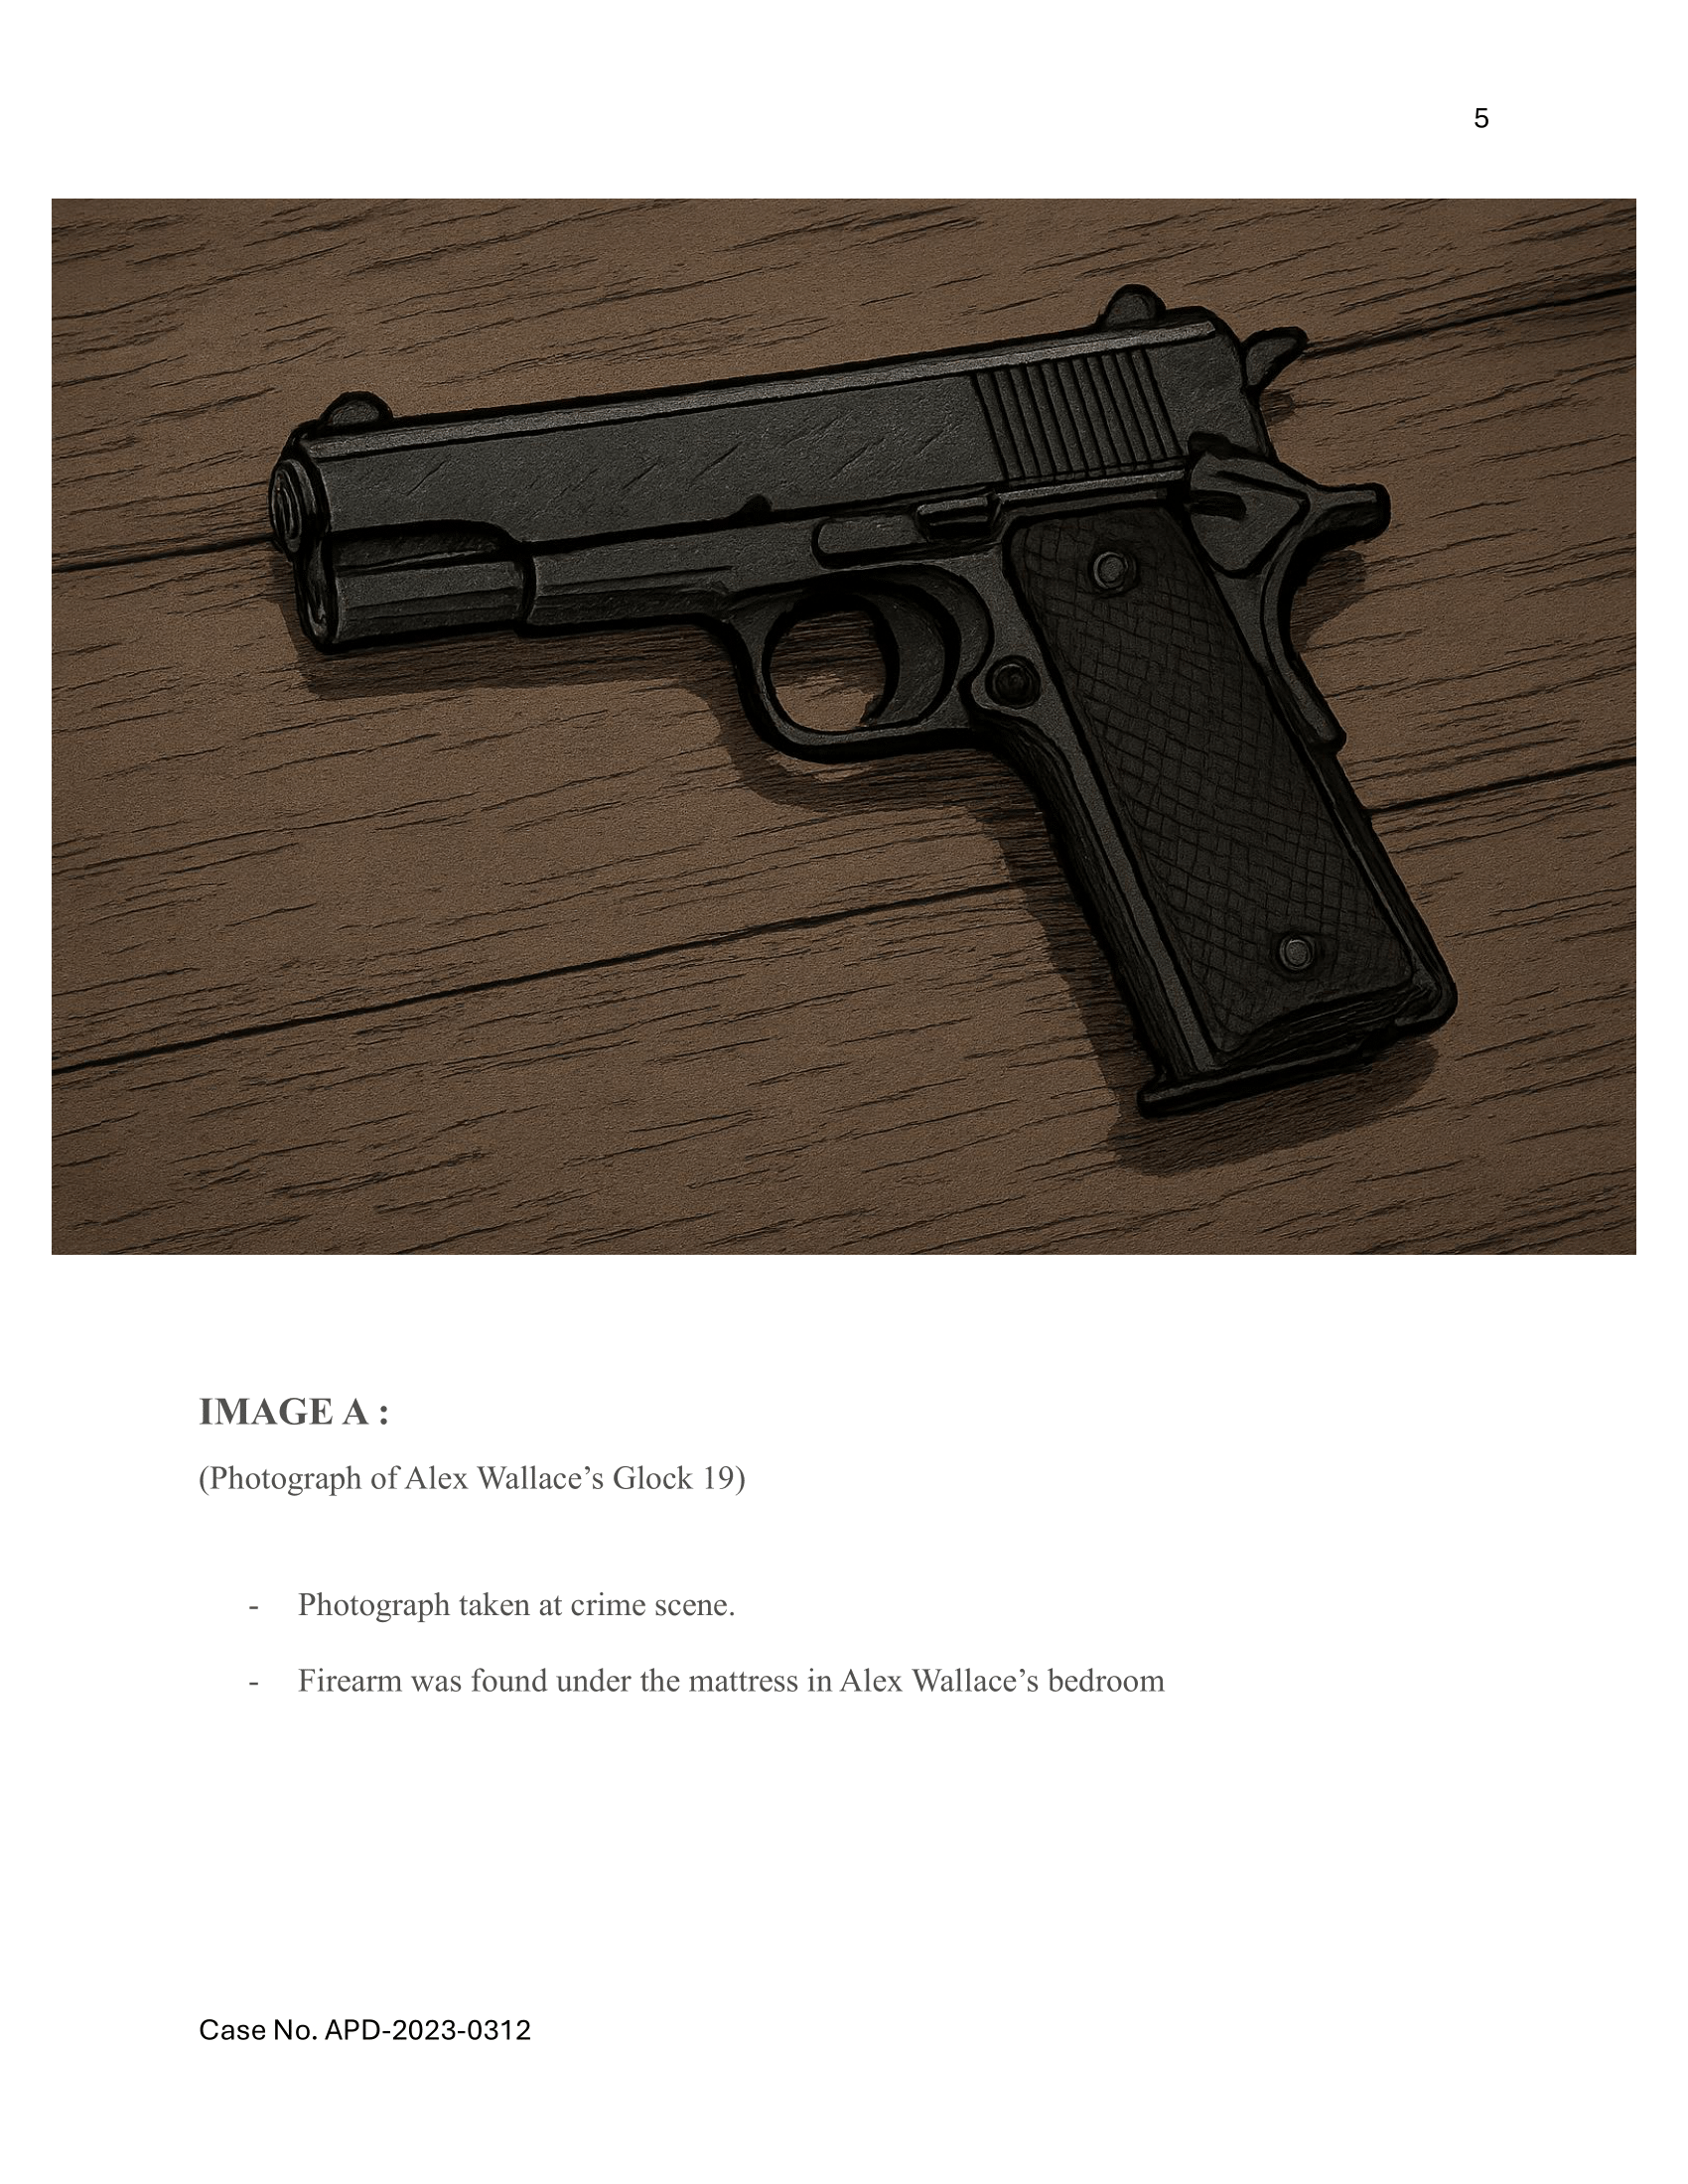 5
IMAGE A :
(Photograph of Alex Wallace’s Glock 19)
- Photograph taken at crime scene.
- Firearm was found under the mattress in Alex Wallace’s bedroom
Case No. APD-2023-0312